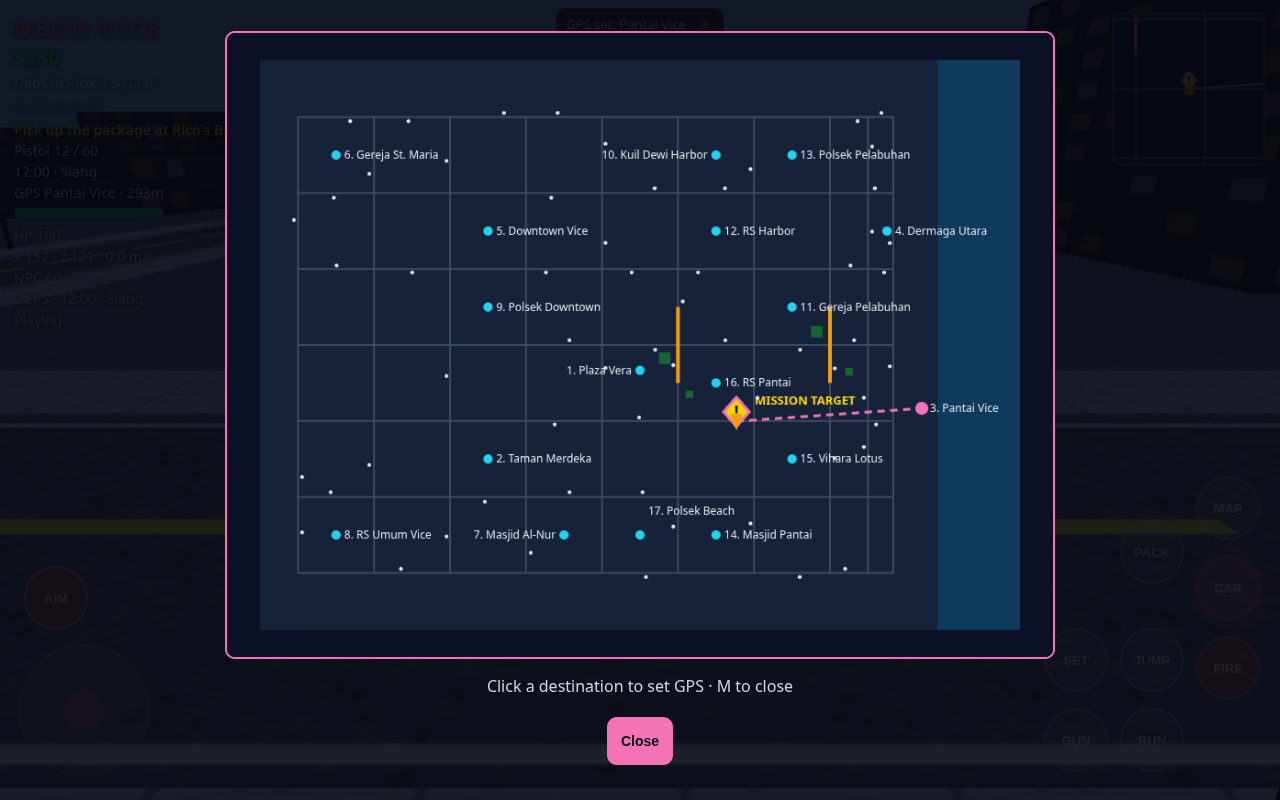 GPS set: Pantai Vice ×
NEON VICE
$250
Debt to Rico: $50,000
Pick up the package at Rico's B
Pistol 12 / 60
12:00 · Siang
GPS Pantai Vice · 293m
HP 100
x 152 · z 121 · 0.0 m/s
Playing
6. Gereja St. Maria
10. Kuil Dewi Harbor
13. Polsek Pelabuhan
5. Downtown Vice
12. RS Harbor
4. Dermaga Utara
9. Polsek Downtown
11. Gereja Pelabuhan
1. Plaza Vera
16. RS Pantai
MISSION TARGET
3. Pantai Vice
2. Taman Merdeka
15. Vihara Lotus
17. Polsek Beach
8. RS Umum Vice
7. Masjid Al-Nur
14. Masjid Pantai
MAP
PACK
CAR
AIM
SET
JUMP
FIRE
GUN
RUN
Click a destination to set GPS · M to close
Close